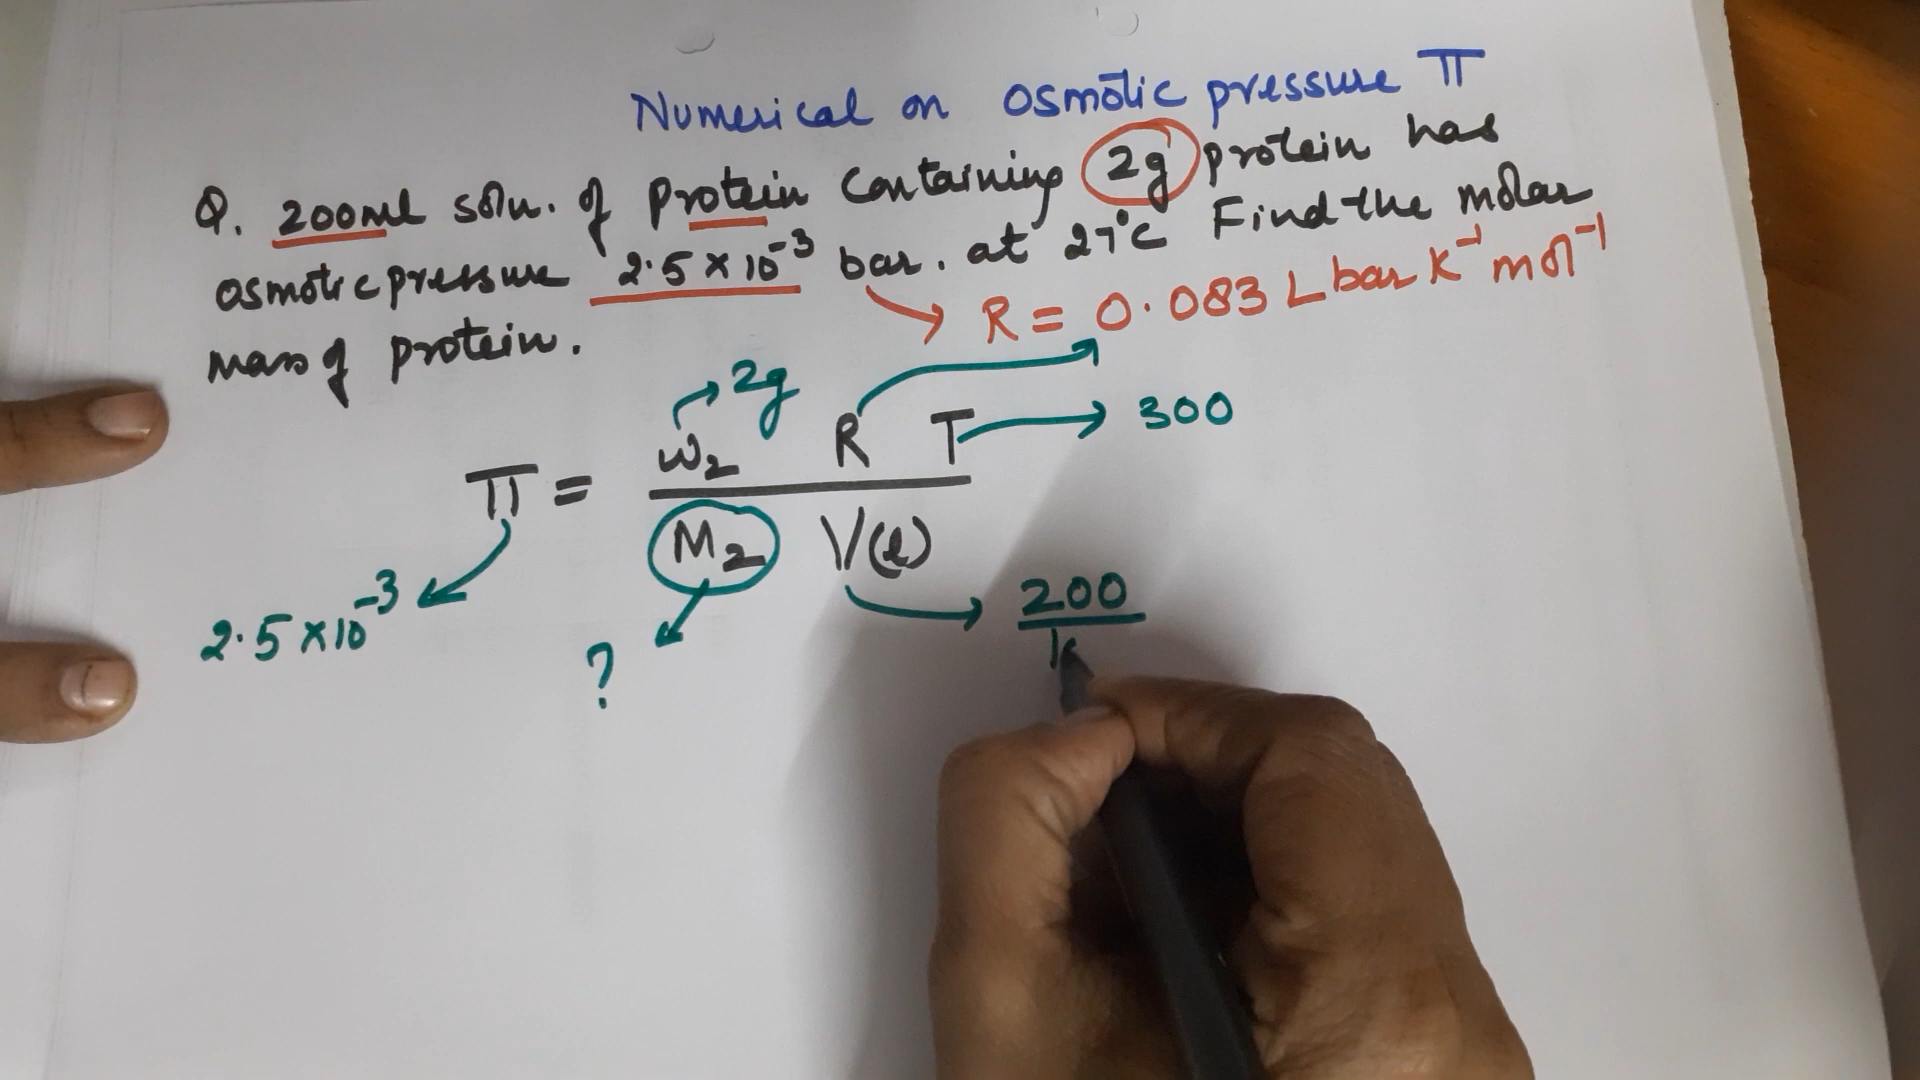 Numerical on Osmotic pressure π
Q. 200ml soln. of protein containing 2g protein has
osmotic pressure 2.5 × 10⁻³ bar. at 27°C Find the molar
mass of protein.
→ R = 0.083 L bar K⁻¹ mol⁻¹
2g
w₂ R T → 300
π =
M₂ V(l)
2.5 × 10⁻³
200
?